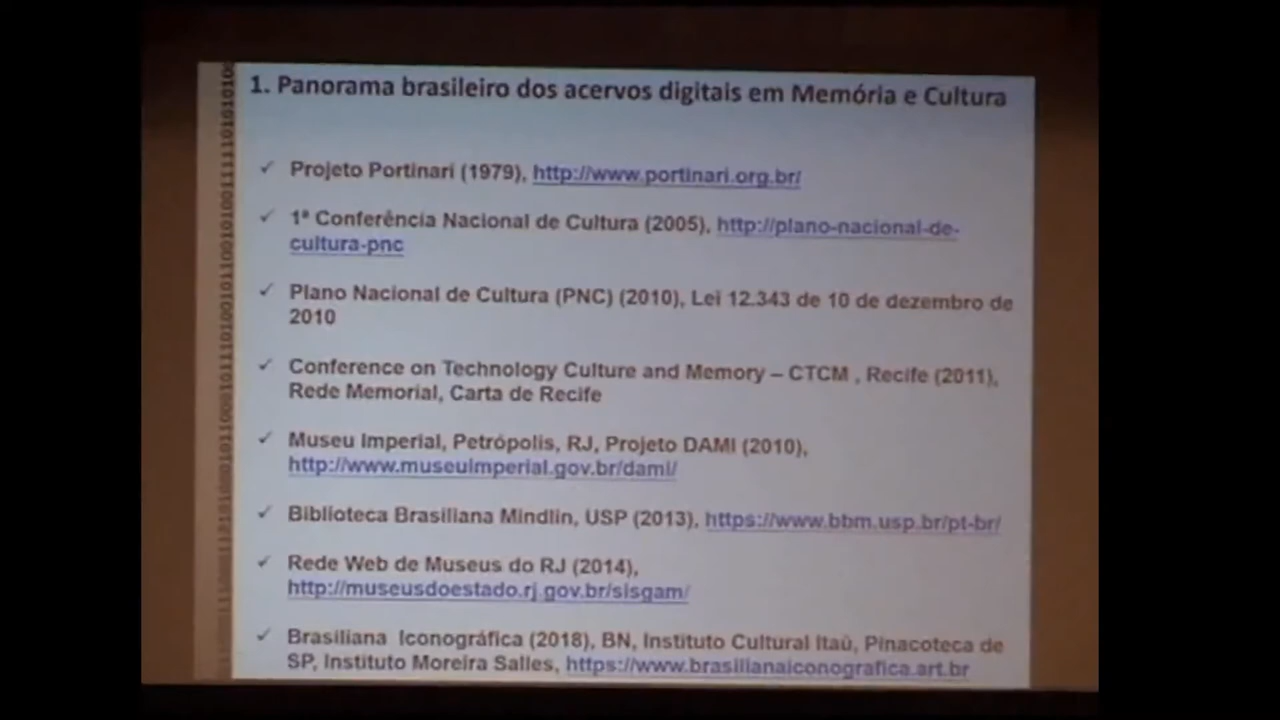 1. Panorama brasileiro dos acervos digitais em Memória e Cultura
✓ Projeto Portinari (1979), http://www.portinari.org.br/
✓ 1ª Conferência Nacional de Cultura (2005), http://plano-nacional-de-
cultura-pnc
✓ Plano Nacional de Cultura (PNC) (2010), Lei 12.343 de 10 de dezembro de
2010
✓ Conference on Technology Culture and Memory – CTCM , Recife (2011),
Rede Memorial, Carta de Recife
✓ Museu Imperial, Petrópolis, RJ, Projeto DAMI (2010),
http://www.museuimperial.gov.br/dami/
✓ Biblioteca Brasiliana Mindlin, USP (2013), https://www.bbm.usp.br/pt-br/
✓ Rede Web de Museus do RJ (2014),
http://museusdoestado.rj.gov.br/sisgam/
✓ Brasiliana Iconográfica (2018), BN, Instituto Cultural Itaú, Pinacoteca de
SP, Instituto Moreira Salles, https://www.brasilianaiconografica.art.br